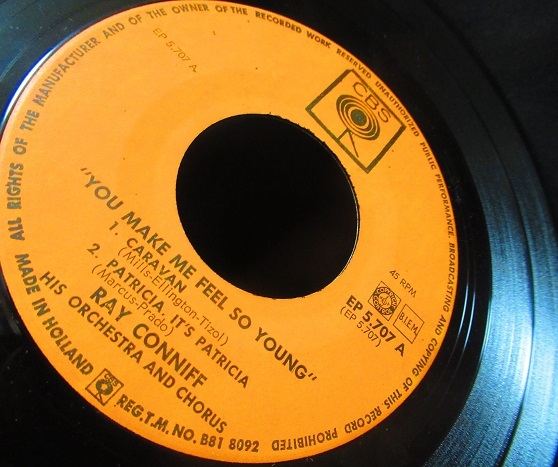 ALL RIGHTS OF THE MANUFACTURER AND OF THE OWNER OF THE RECORDED WORK RESERVED UNAUTHORIZED PUBLIC PERFORMANCE, BROADCASTING AND COPYING OF THIS RECORD PROHIBITED
EP 5.707 A
CBS
"YOU MAKE ME FEEL SO YOUNG"
1. CARAVAN
(Mills-Ellington-Tizol)
2. PATRICIA, IT'S PATRICIA
(Marcus-Prado)
RAY CONNIFF
HIS ORCHESTRA AND CHORUS
45 RPM
B.I.E.M.
EP 5.707 A
(EP 5.707)
MADE IN HOLLAND
CBS
REG.T.M. NO. B81 8092